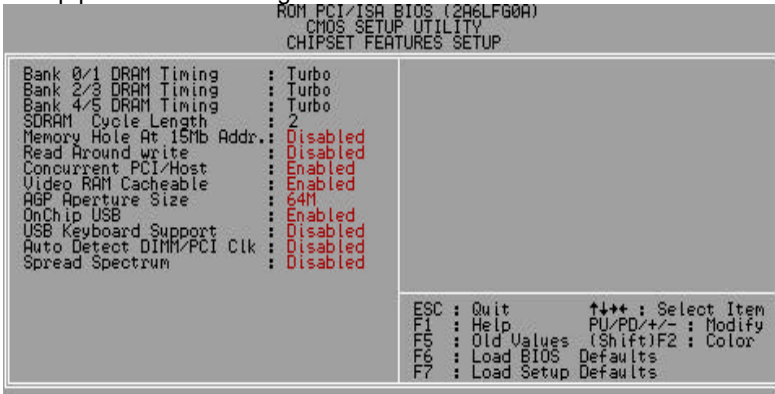 ROM PCI/ISA BIOS (2A6LFG0A)
CMOS SETUP UTILITY
CHIPSET FEATURES SETUP
Bank 0/1 DRAM Timing : Turbo
Bank 2/3 DRAM Timing : Turbo
Bank 4/5 DRAM Timing : Turbo
SDRAM Cycle Length : 2
Memory Hole At 15Mb Addr.: Disabled
Read Around write : Disabled
Concurrent PCI/Host : Enabled
Video RAM Cacheable : Enabled
AGP Aperture Size : 64M
OnChip USB : Enabled
USB Keyboard Support : Disabled
Auto Detect DIMM/PCI Clk : Disabled
Spread Spectrum : Disabled
ESC : Quit ↑↓→← : Select Item
F1 : Help PU/PD/+/- : Modify
F5 : Old Values (Shift)F2 : Color
F6 : Load BIOS Defaults
F7 : Load Setup Defaults